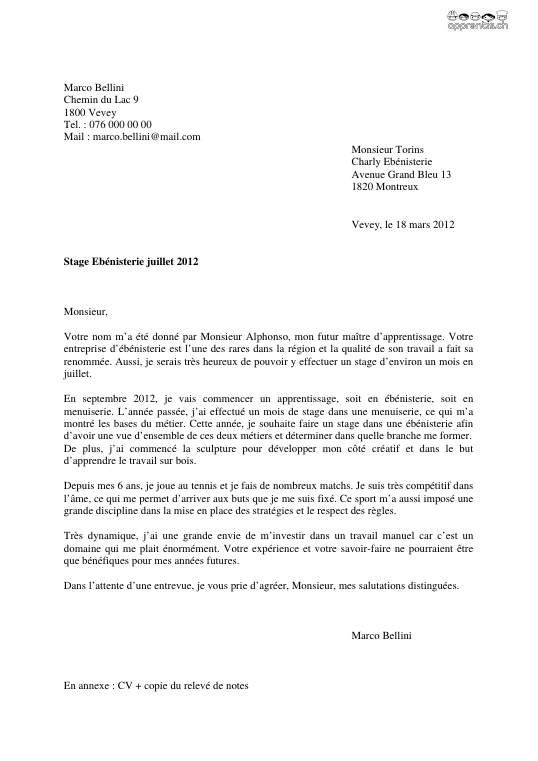 apprentis.ch
Marco Bellini
Chemin du Lac 9
1800 Vevey
Tel. : 076 000 00 00
Mail : marco.bellini@mail.com
Monsieur Torins
Charly Ebénisterie
Avenue Grand Bleu 13
1820 Montreux
Vevey, le 18 mars 2012
Stage Ebénisterie juillet 2012
Monsieur,
Votre nom m’a été donné par Monsieur Alphonso, mon futur maître d’apprentissage. Votre
entreprise d’ébénisterie est l’une des rares dans la région et la qualité de son travail a fait sa
renommée. Aussi, je serais très heureux de pouvoir y effectuer un stage d’environ un mois en
juillet.
En septembre 2012, je vais commencer un apprentissage, soit en ébénisterie, soit en
menuiserie. L’année passée, j’ai effectué un mois de stage dans une menuiserie, ce qui m’a
montré les bases du métier. Cette année, je souhaite faire un stage dans une ébénisterie afin
d’avoir une vue d’ensemble de ces deux métiers et déterminer dans quelle branche me former.
De plus, j’ai commencé la sculpture pour développer mon côté créatif et dans le but
d’apprendre le travail sur bois.
Depuis mes 6 ans, je joue au tennis et je fais de nombreux matchs. Je suis très compétitif dans
l’âme, ce qui me permet d’arriver aux buts que je me suis fixé. Ce sport m’a aussi imposé une
grande discipline dans la mise en place des stratégies et le respect des règles.
Très dynamique, j’ai une grande envie de m’investir dans un travail manuel car c’est un
domaine qui me plait énormément. Votre expérience et votre savoir-faire ne pourraient être
que bénéfiques pour mes années futures.
Dans l’attente d’une entrevue, je vous prie d’agréer, Monsieur, mes salutations distinguées.
Marco Bellini
En annexe : CV + copie du relevé de notes